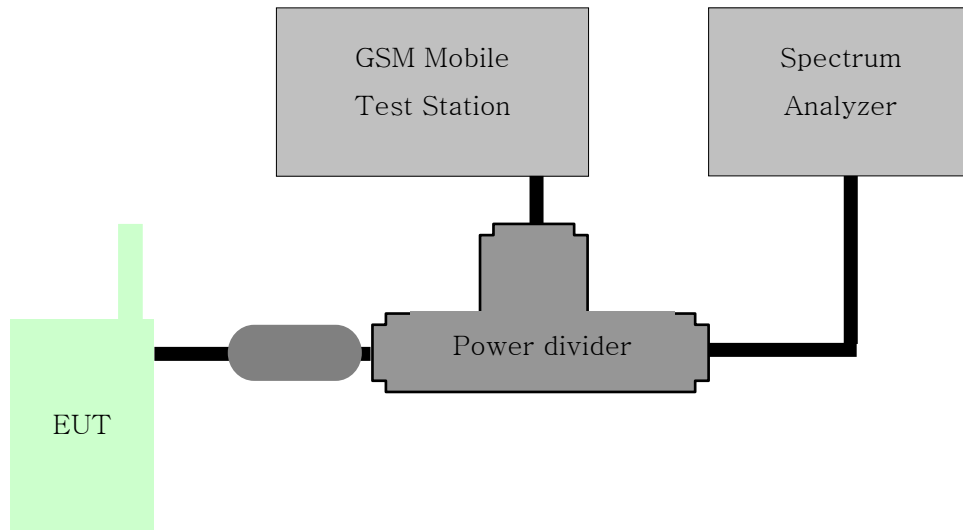 GSM Mobile
Test Station
Spectrum
Analyzer
Power divider
EUT